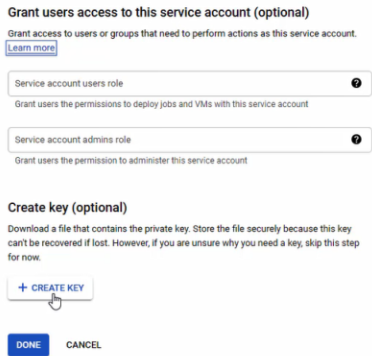 Grant users access to this service account (optional)
Grant access to users or groups that need to perform actions as this service account.
Learn more
Service account users role
Grant users the permissions to deploy jobs and VMs with this service account
Service account admins role
Grant users the permission to administer this service account
Create key (optional)
Download a file that contains the private key. Store the file securely because this key
can't be recovered if lost. However, if you are unsure why you need a key, skip this step
for now.
+ CREATE KEY
DONE CANCEL